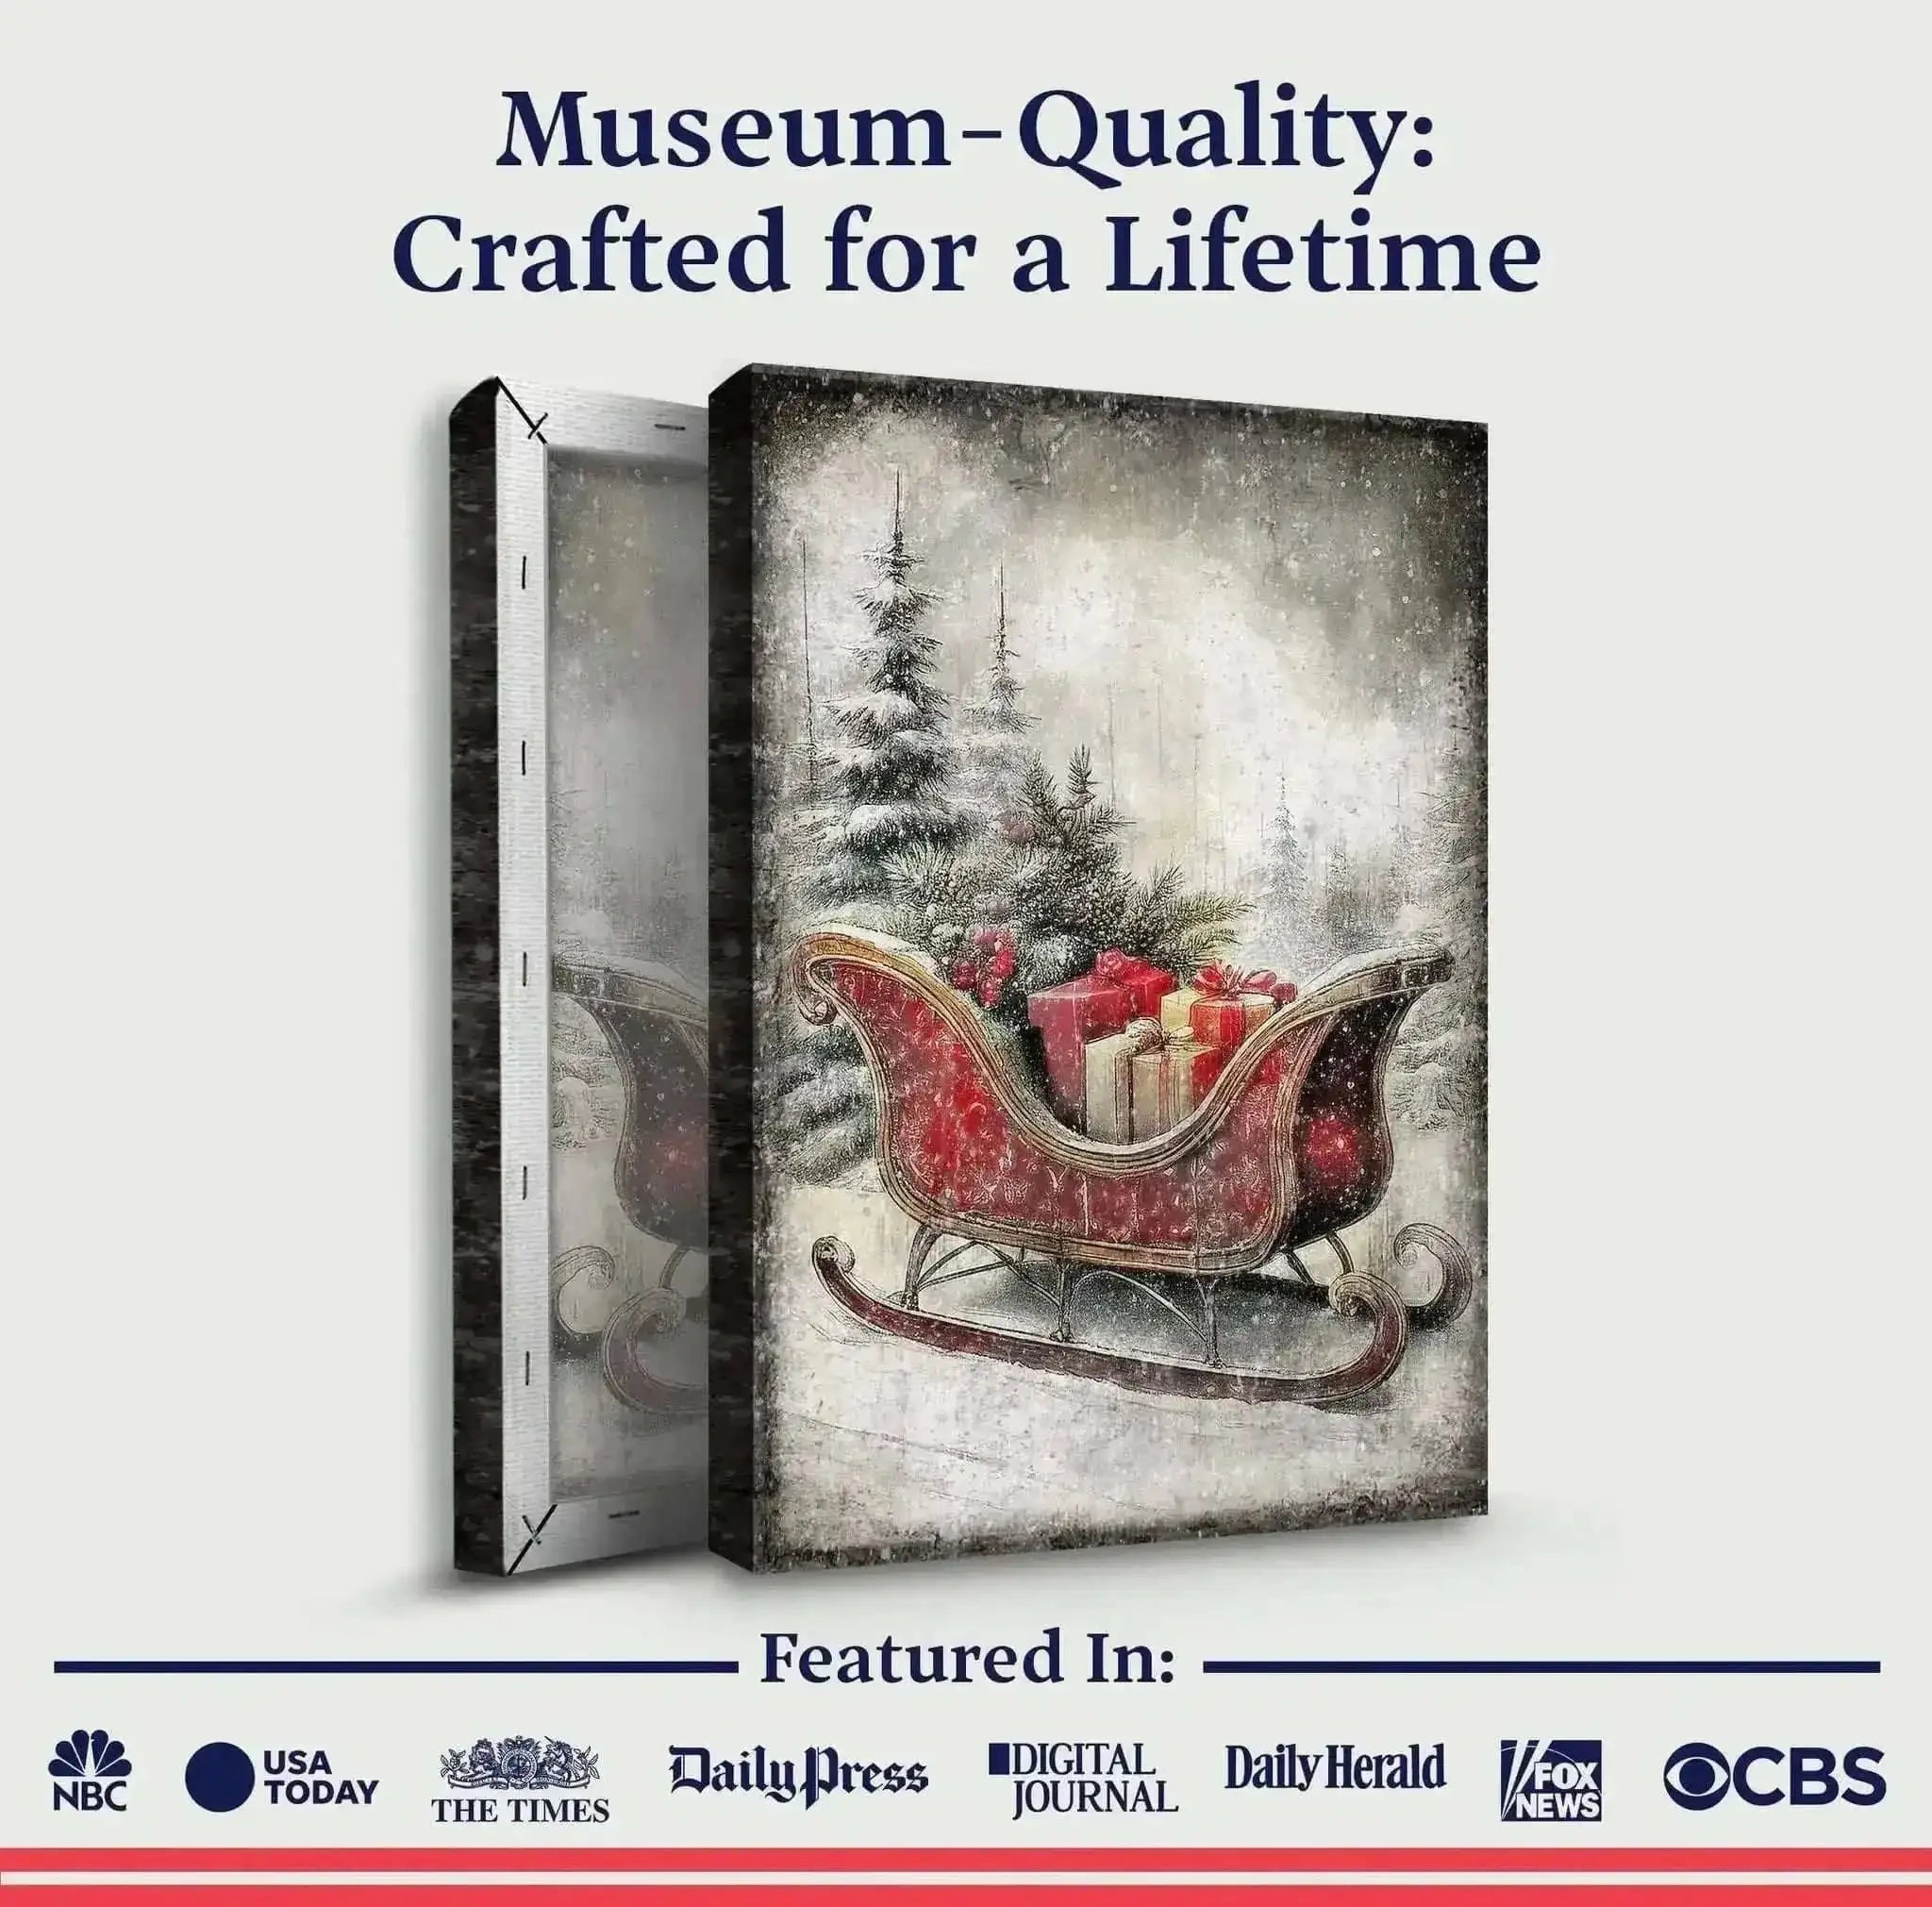 Museum-Quality:
Crafted for a Lifetime
Featured In:
NBC
USA
TODAY
THE TIMES
Daily Press
DIGITAL
JOURNAL
Daily Herald
FOX
NEWS
CBS